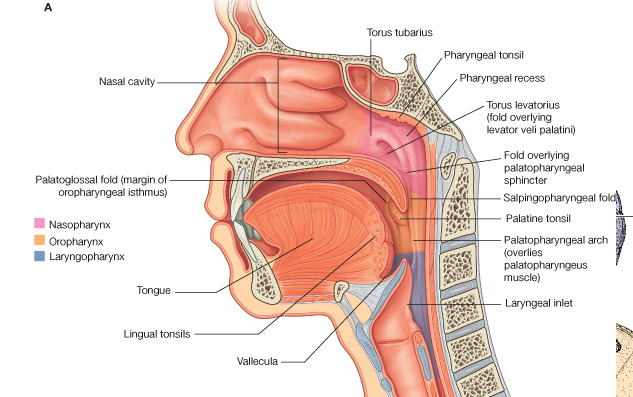 A
Torus tubarius
Pharyngeal tonsil
Nasal cavity
Pharyngeal recess
Torus levatorius
(fold overlying
levator veli palatini)
Fold overlying
palatopharyngeal
sphincter
Palatoglossal fold (margin of
oropharyngeal isthmus)
Salpingopharyngeal fold
Palatine tonsil
Nasopharynx
Oropharynx
Laryngopharynx
Palatopharyngeal arch
(overlies
palatopharyngeus
muscle)
Tongue
Laryngeal inlet
Lingual tonsils
Vallecula